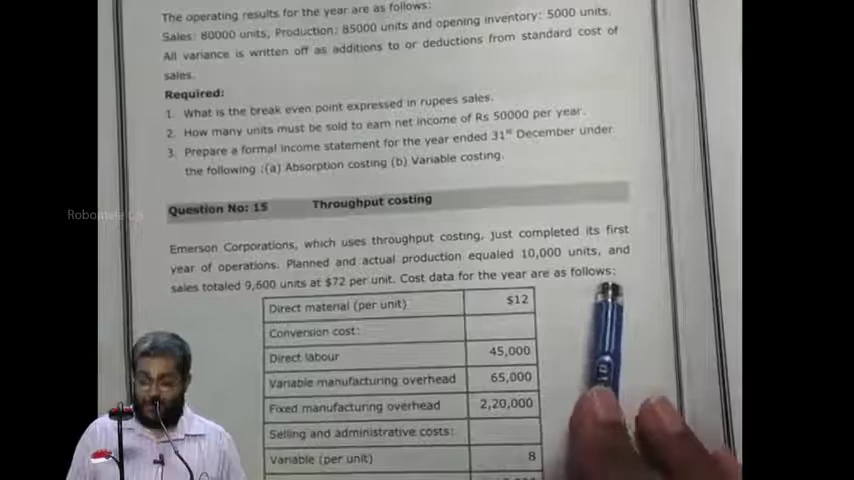 The operating results for the year are as follows:
Sales: 80000 units, Production: 85000 units and opening inventory: 5000 units.
All variance is written off as additions to or deductions from standard cost of
sales.
Required:
1. What is the break even point expressed in rupees sales.
2. How many units must be sold to earn net income of Rs 50000 per year.
3. Prepare a formal income statement for the year ended 31st December under
the following :(a) Absorption costing (b) Variable costing.
Question No: 15 Throughput costing
Emerson Corporations, which uses throughput costing, just completed its first
year of operations. Planned and actual production equaled 10,000 units, and
sales totaled 9,600 units at $72 per unit. Cost data for the year are as follows:
Direct material (per unit) $12
Conversion cost:
Direct labour 45,000
Variable manufacturing overhead 65,000
Fixed manufacturing overhead 2,20,000
Selling and administrative costs:
Variable (per unit) 8